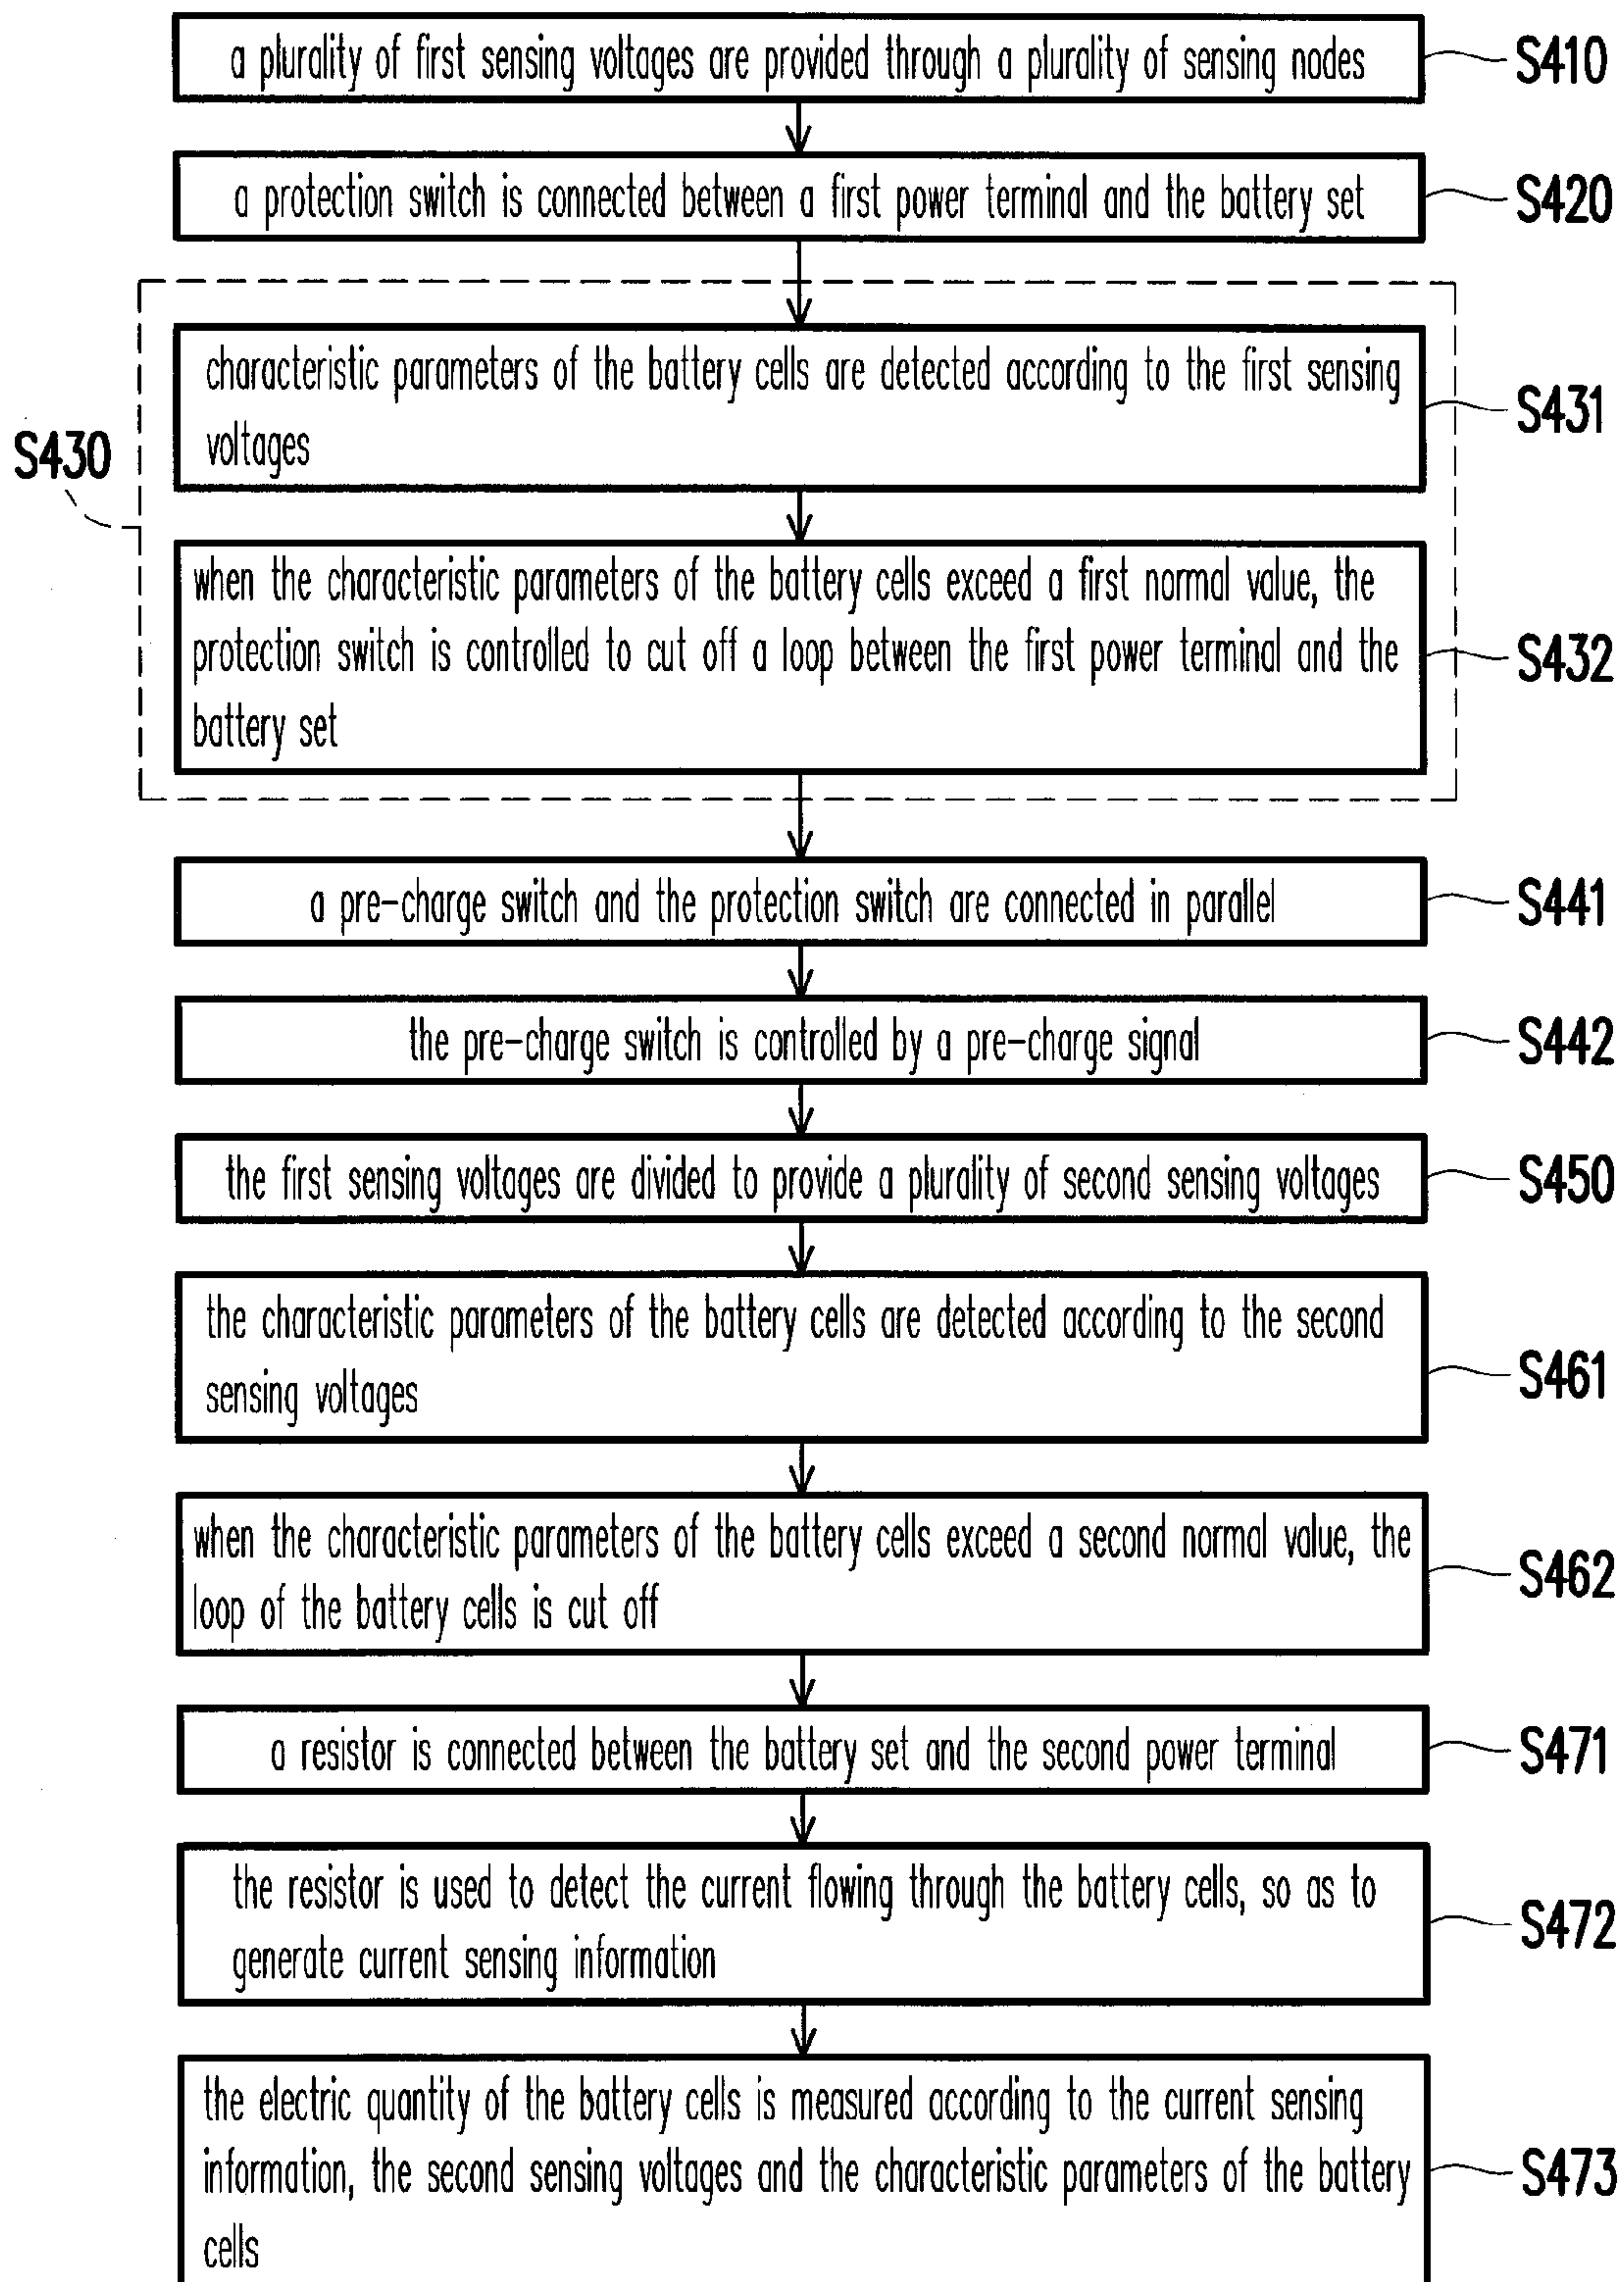 a plurality of first sensing voltages are provided through a plurality of sensing nodes
S410
a protection switch is connected between a first power terminal and the battery set
S420
S430
characteristic parameters of the battery cells are detected according to the first sensing
voltages
S431
when the characteristic parameters of the battery cells exceed a first normal value, the
protection switch is controlled to cut off a loop between the first power terminal and the
battery set
S432
a pre-charge switch and the protection switch are connected in parallel
S441
the pre-charge switch is controlled by a pre-charge signal
S442
the first sensing voltages are divided to provide a plurality of second sensing voltages
S450
the characteristic parameters of the battery cells are detected according to the second
sensing voltages
S461
when the characteristic parameters of the battery cells exceed a second normal value, the
loop of the battery cells is cut off
S462
a resistor is connected between the battery set and the second power terminal
S471
the resistor is used to detect the current flowing through the battery cells, so as to
generate current sensing information
S472
the electric quantity of the battery cells is measured according to the current sensing
information, the second sensing voltages and the characteristic parameters of the battery
cells
S473